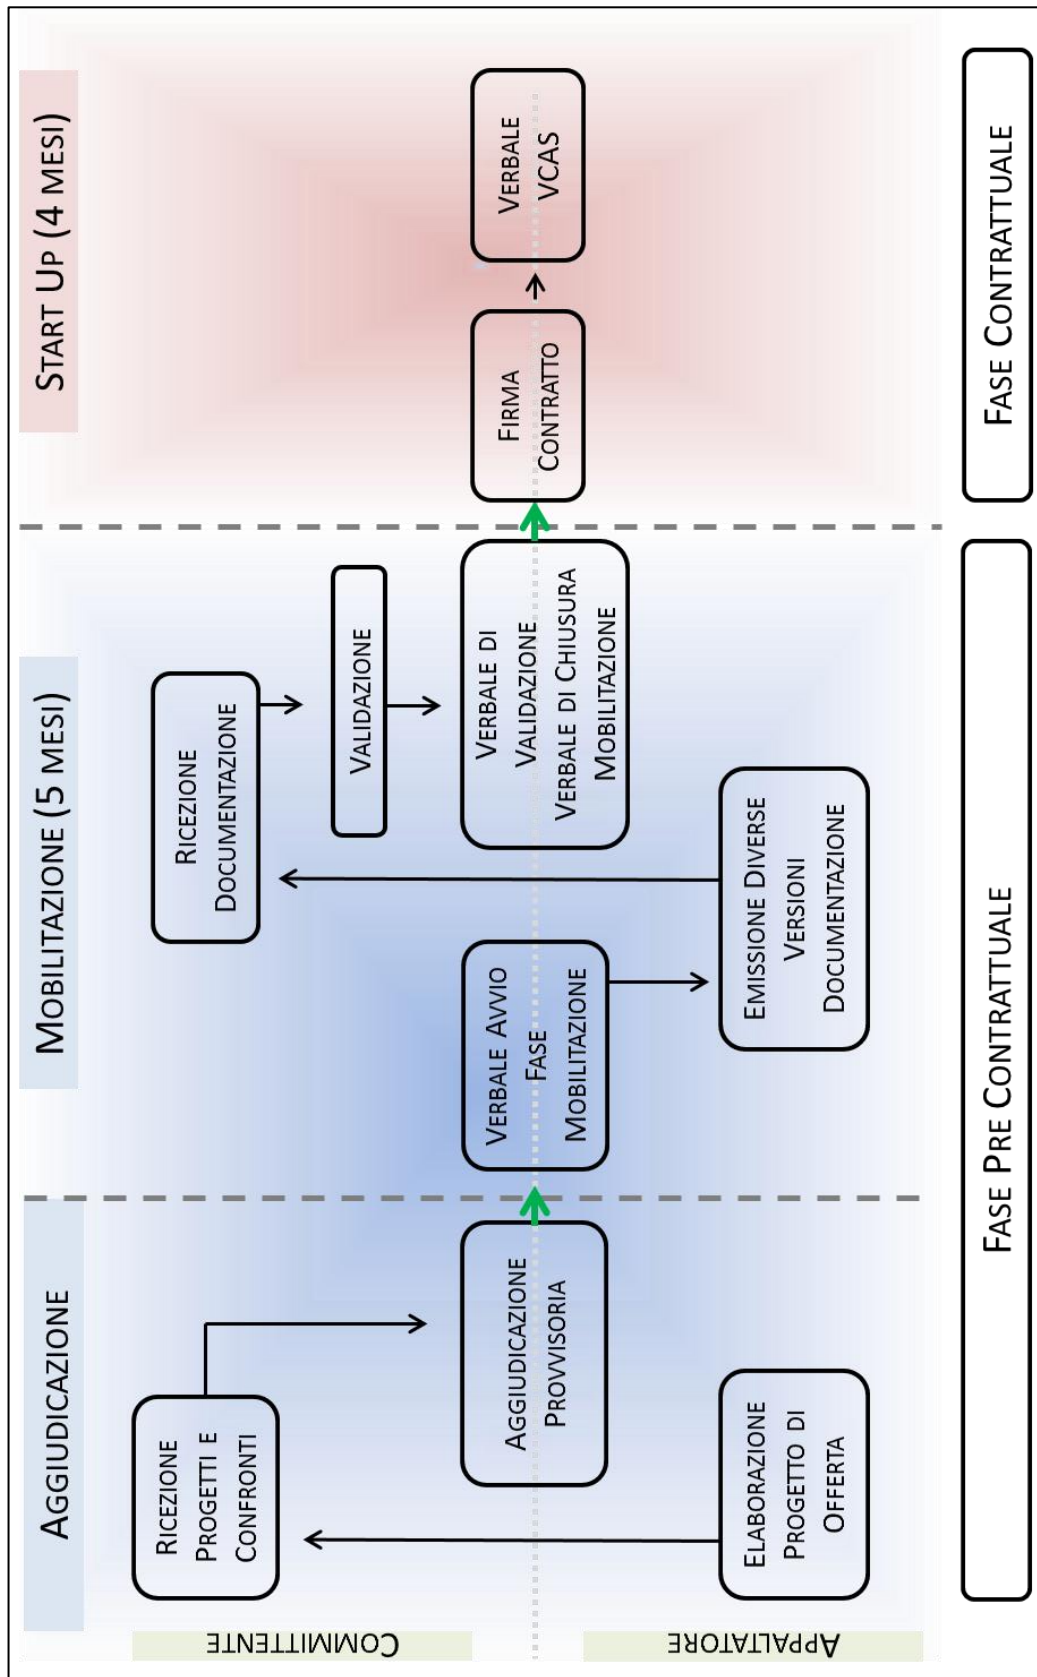 AGGIUDICAZIONE
MOBILITAZIONE (5 MESI)
START UP (4 MESI)
COMMITTENTE
APPALTATORE
RICEZIONE
PROGETTI E
CONFRONTI
ELABORAZIONE
PROGETTO DI
OFFERTA
AGGIUDICAZIONE
PROVVISORIA
VERBALE AVVIO
FASE
MOBILITAZIONE
EMISSIONE DIVERSE
VERSIONI
DOCUMENTAZIONE
RICEZIONE
DOCUMENTAZIONE
VALIDAZIONE
VERBALE DI
VALIDAZIONE
VERBALE DI CHIUSURA
MOBILITAZIONE
FIRMA
CONTRATTO
VERBALE
VCAS
FASE PRE CONTRATTUALE
FASE CONTRATTUALE